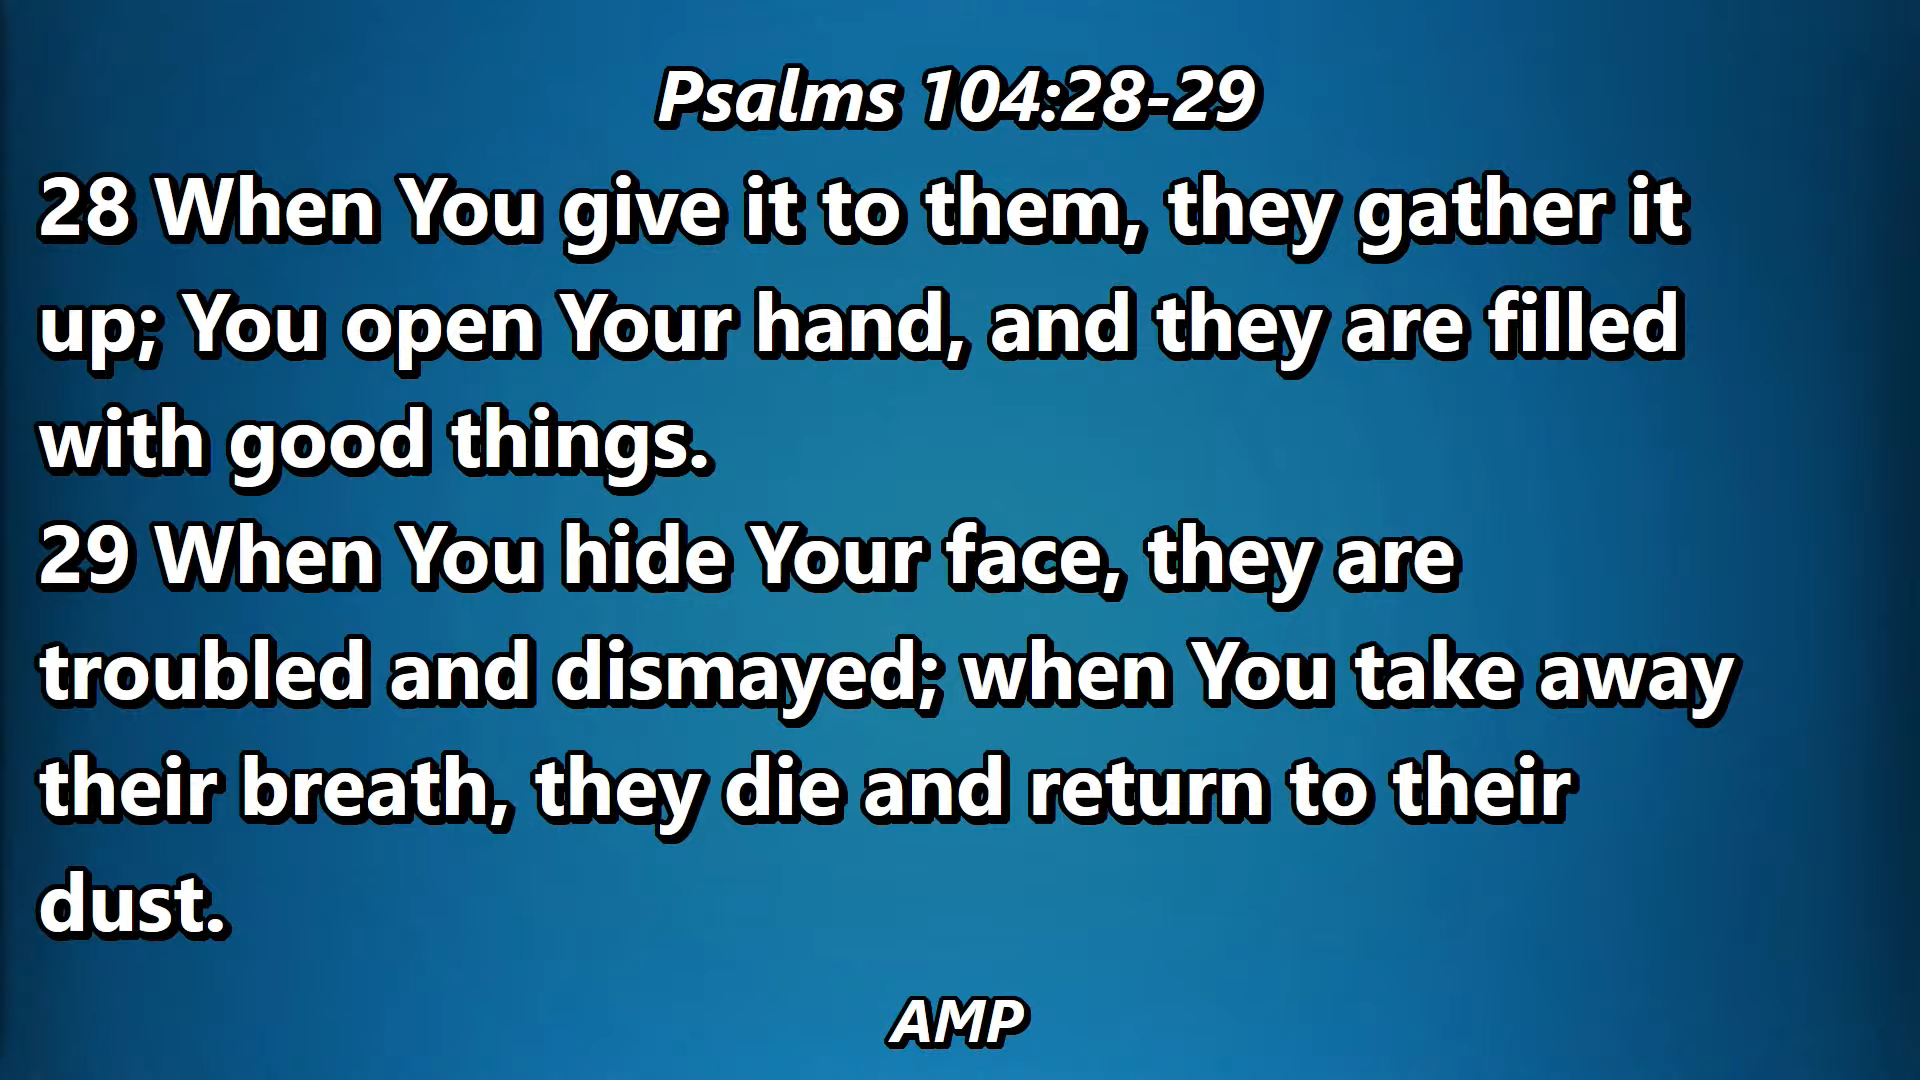 Psalms 104:28-29
28 When You give it to them, they gather it
up; You open Your hand, and they are filled
with good things.
29 When You hide Your face, they are
troubled and dismayed; when You take away
their breath, they die and return to their
dust.
AMP